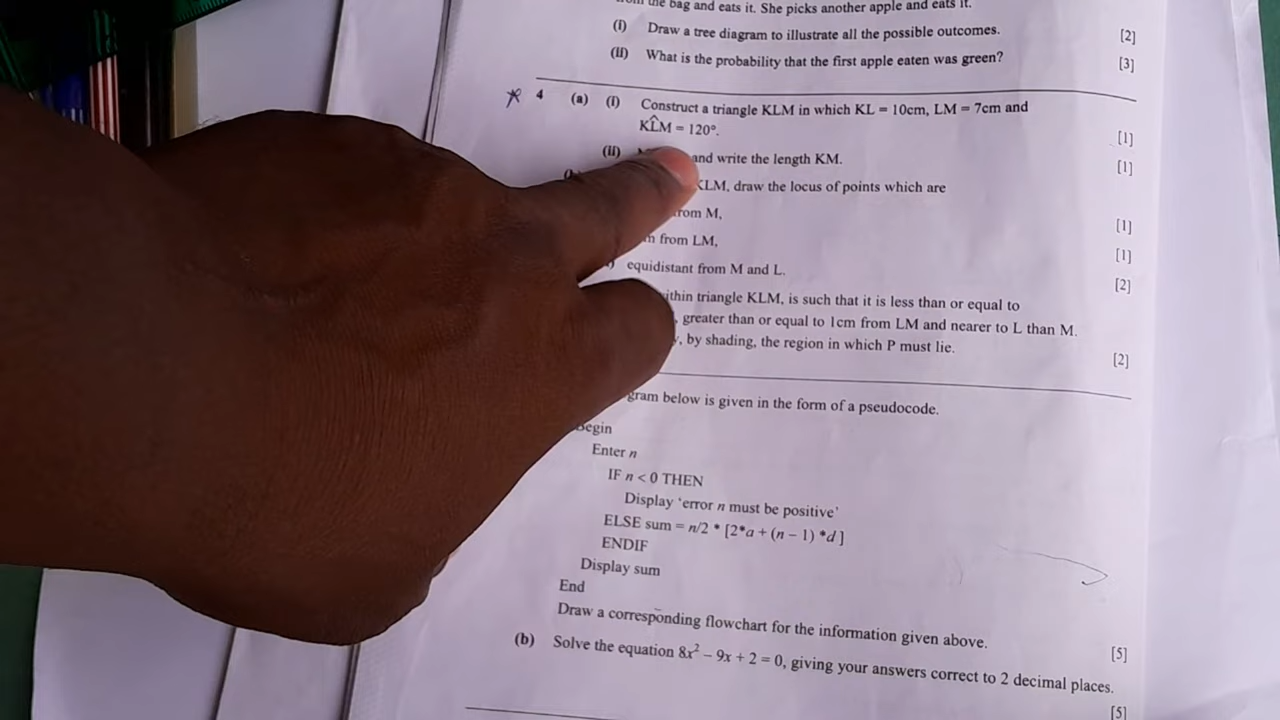 the bag and eats it. She picks another apple and eats it.
(i) Draw a tree diagram to illustrate all the possible outcomes. [2]
(ii) What is the probability that the first apple eaten was green? [3]
4 (a) (i) Construct a triangle KLM in which KL = 10cm, LM = 7cm and
KL̂M = 120°. [1]
(ii) and write the length KM. [1]
KLM, draw the locus of points which are
from M, [1]
from LM, [1]
equidistant from M and L. [2]
within triangle KLM, is such that it is less than or equal to
, greater than or equal to 1cm from LM and nearer to L than M.
, by shading, the region in which P must lie. [2]
below is given in the form of a pseudocode.
Begin
Enter n
IF n < 0 THEN
Display ‘error n must be positive’
ELSE sum = n/2 * [2*a + (n – 1) *d]
ENDIF
Display sum
End
Draw a corresponding flowchart for the information given above. [5]
(b) Solve the equation 8x² – 9x + 2 = 0, giving your answers correct to 2 decimal places.
[5]